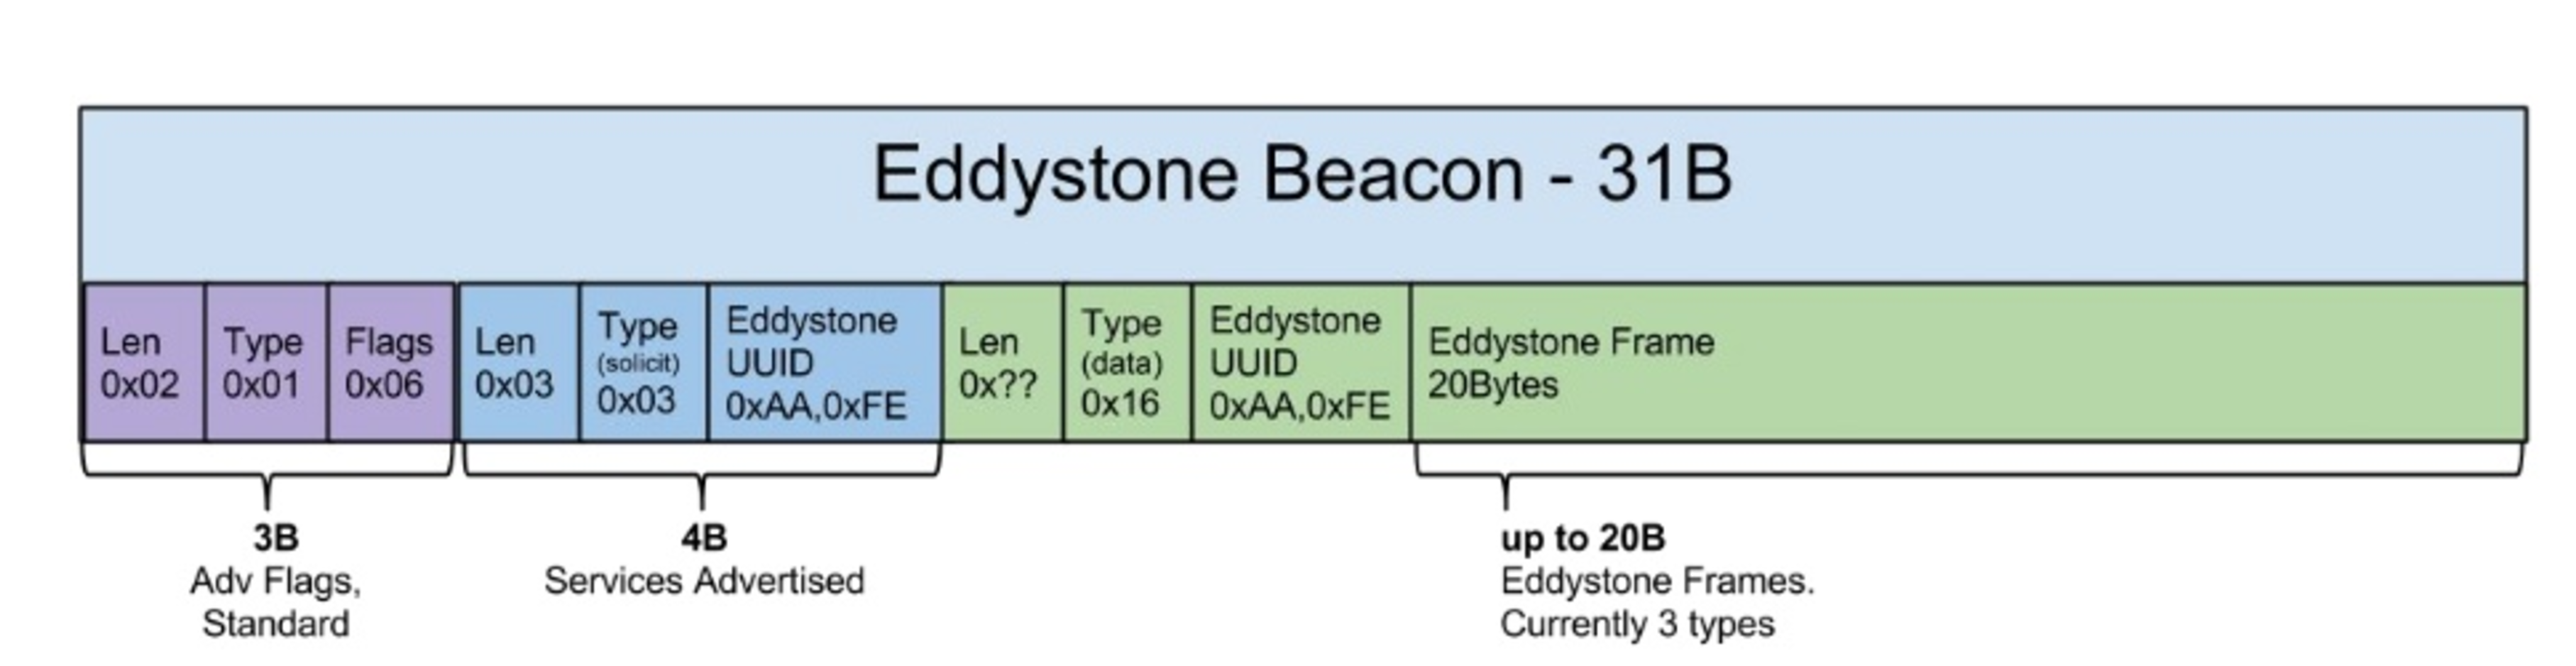 Eddystone Beacon - 31B
Len
0x02
Type
0x01
Flags
0x06
Len
0x03
Type
(solicit)
0x03
Eddystone
UUID
0xAA,0xFE
Len
0x??
Type
(data)
0x16
Eddystone
UUID
0xAA,0xFE
Eddystone Frame
20Bytes
3B
Adv Flags,
Standard
4B
Services Advertised
up to 20B
Eddystone Frames.
Currently 3 types